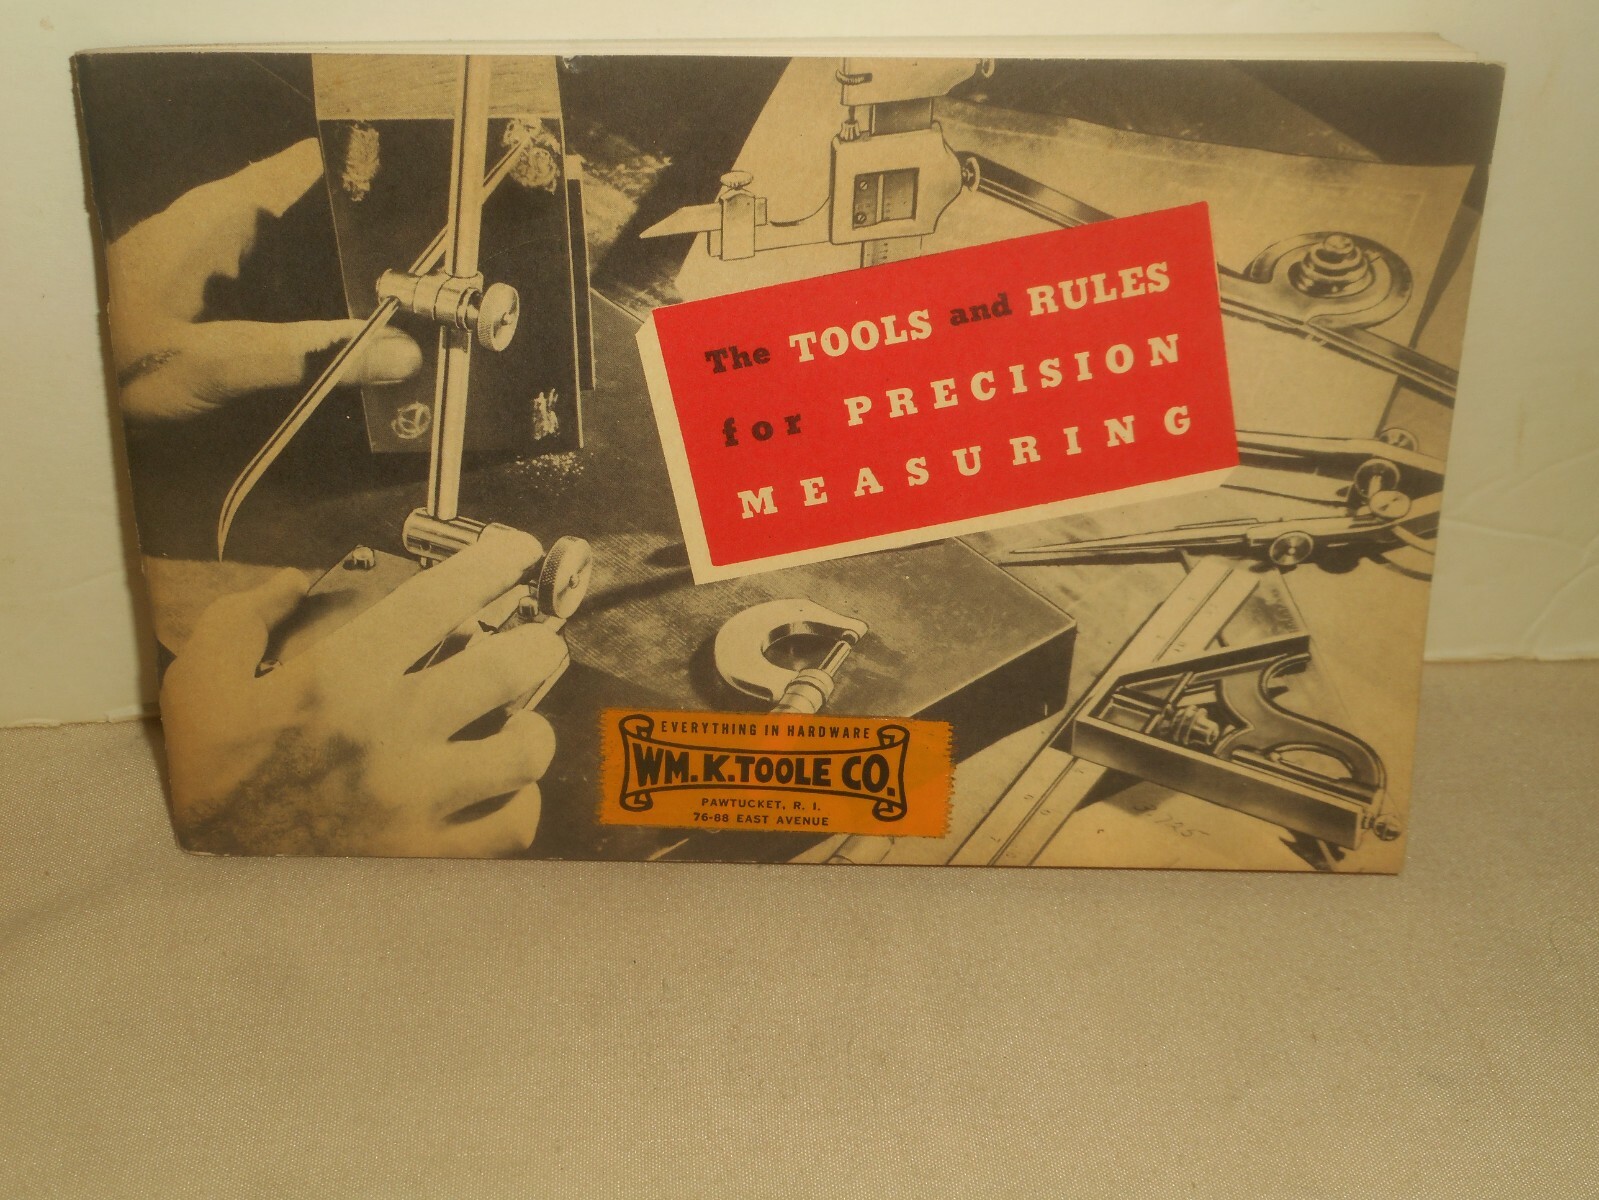 The TOOLS and RULES
for PRECISION
MEASURING
EVERYTHING IN HARDWARE
WM. K. TOOLE CO.
PAWTUCKET, R. I.
76-88 EAST AVENUE